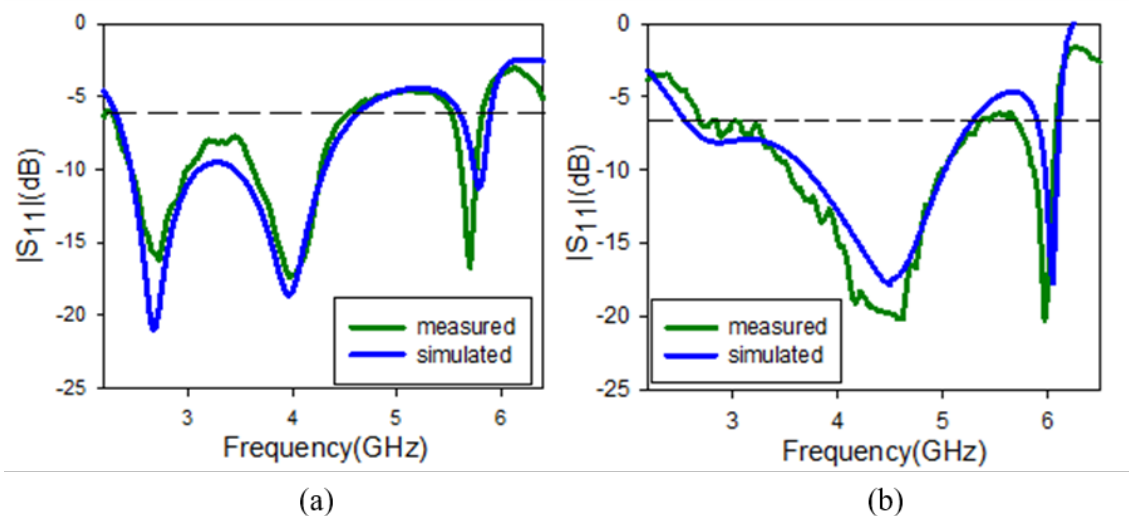 0
-5
-10
-15
-20
-25
|S11|(dB)
measured
simulated
3 4 5 6
Frequency(GHz)
(a)
0
-5
-10
-15
-20
-25
|S11|(dB)
measured
simulated
3 4 5 6
Frequency(GHz)
(b)